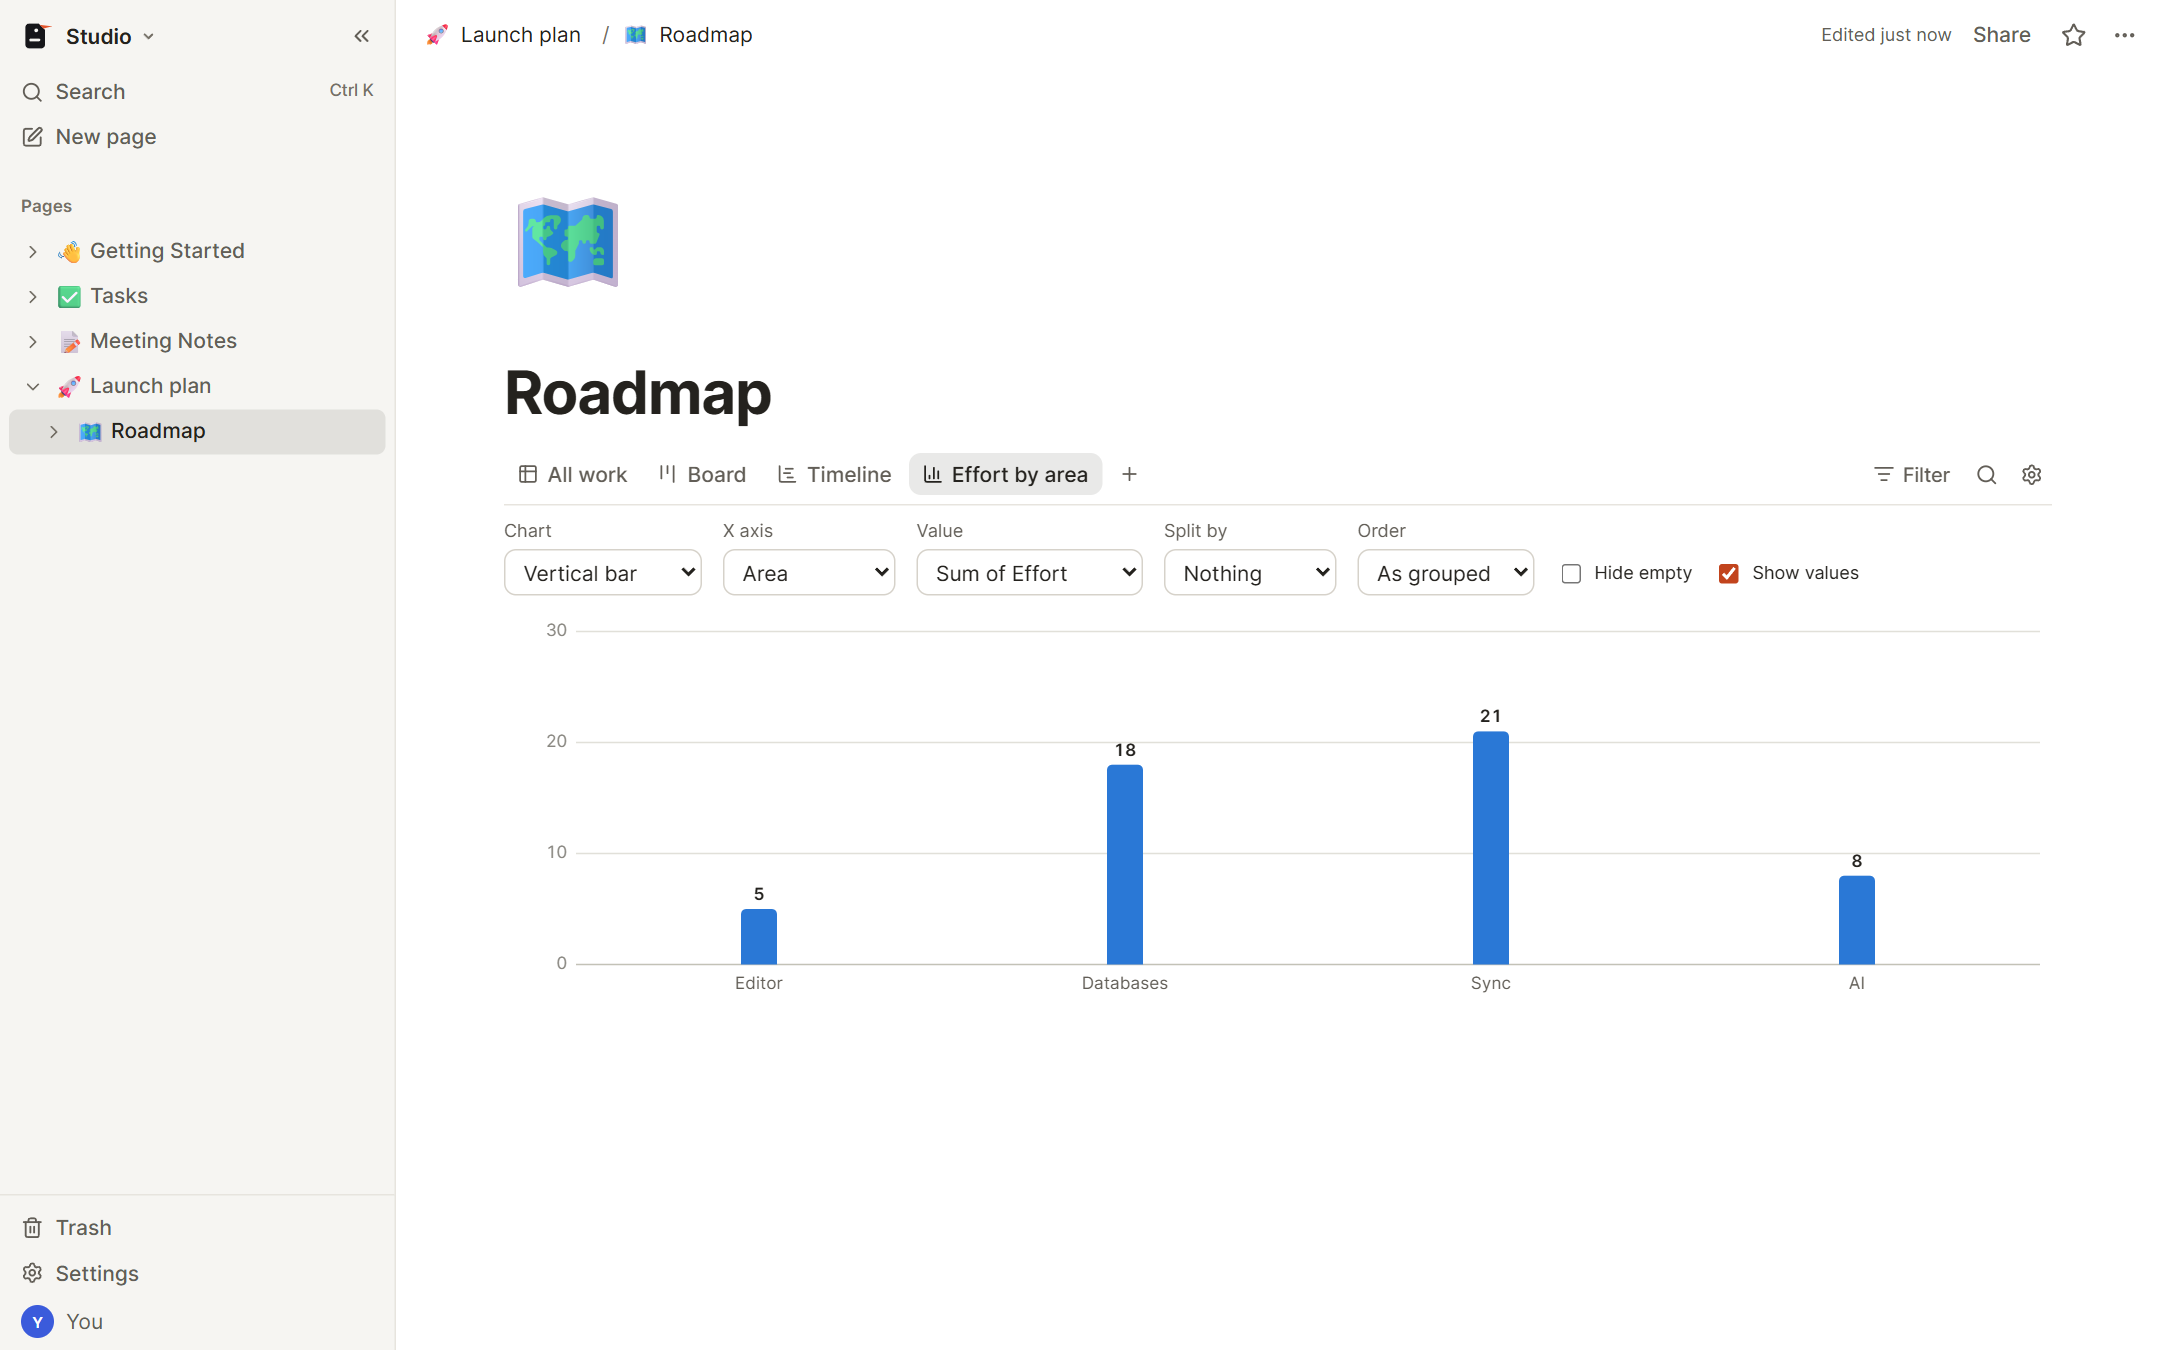 Studio
Search Ctrl K
New page
Pages
Getting Started
Tasks
Meeting Notes
Launch plan
Roadmap
Trash
Settings
Y You
Launch plan / Roadmap
Edited just now Share
Roadmap
All work Board Timeline Effort by area Filter
Chart X axis Value Split by Order
Vertical bar Area Sum of Effort Nothing As grouped Hide empty Show values
30
20
10
0
5
18
21
8
Editor Databases Sync AI